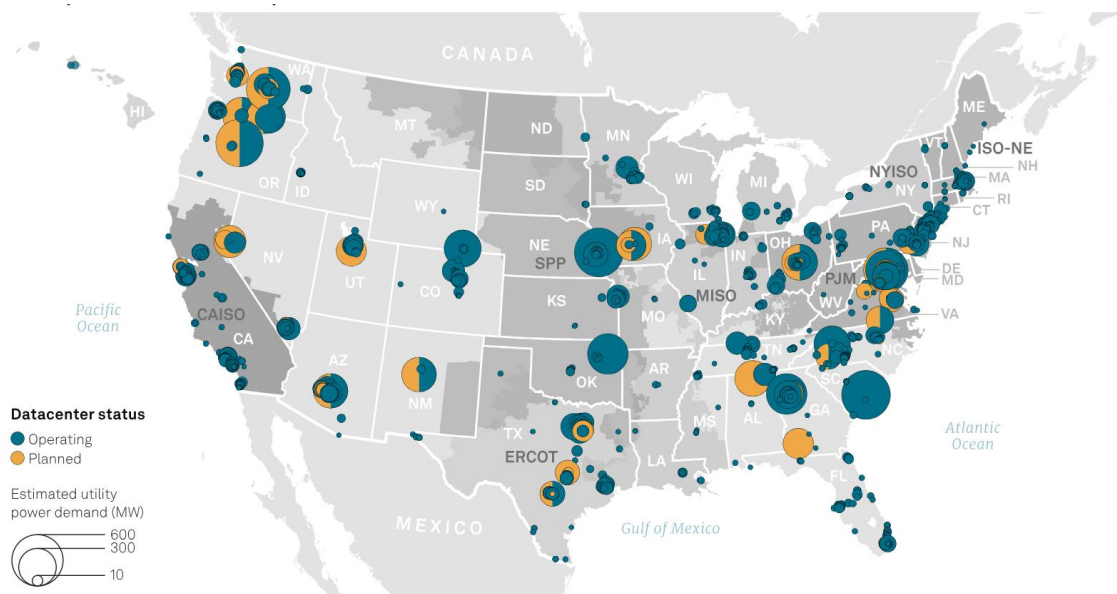 CANADA
WA
HI
MT
ND
MN
ME
VT
ISO-NE
NH
OR
ID
SD
WI
MI
NYISO
NY
MA
RI
CT
WY
NE
SPP
IA
PA
NJ
NV
UT
CO
IL
IN
OH
PJM
DE
MD
Pacific
Ocean
CAISO
CA
KS
MO
MISO
KY
WV
VA
AZ
NM
OK
AR
TN
NC
SC
Datacenter status
Operating
Planned
TX
ERCOT
LA
MS
AL
GA
Atlantic
Ocean
FL
Estimated utility
power demand (MW)
600
300
10
MEXICO
Gulf of Mexico